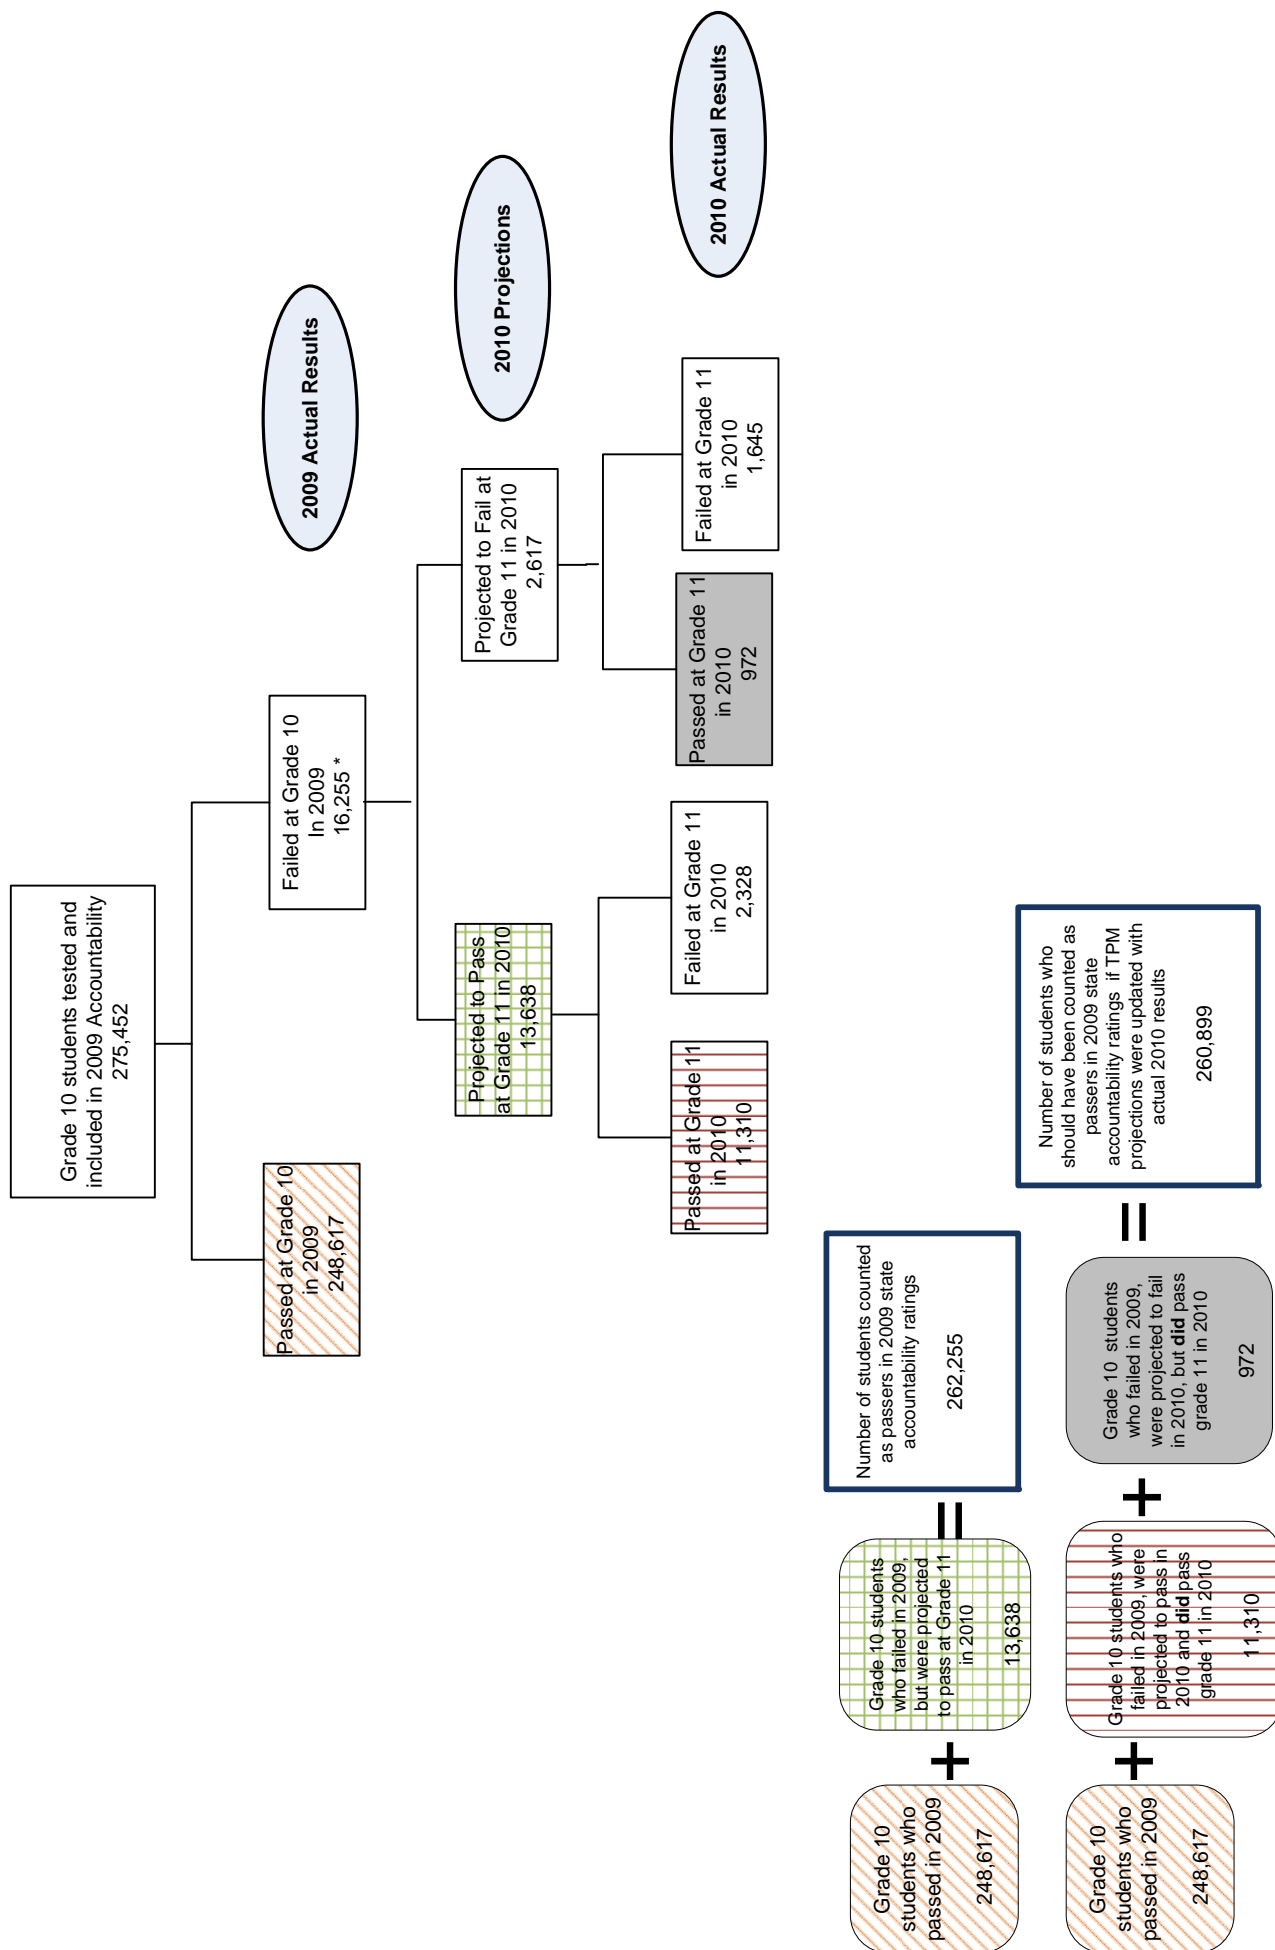 Grade 10 students tested and
included in 2009 Accountability
275,452
2009 Actual Results
Passed at Grade 10
in 2009
248,617
Failed at Grade 10
In 2009
16,255 *
2010 Projections
Projected to Pass
at Grade 11 in 2010
13,638
Projected to Fail at
Grade 11 in 2010
2,617
2010 Actual Results
Passed at Grade 11
in 2010
11,310
Failed at Grade 11
in 2010
2,328
Passed at Grade 11
in 2010
972
Failed at Grade 11
in 2010
1,645
Grade 10
students who
passed in 2009
248,617
+
Grade 10 students
who failed in 2009,
but were projected
to pass at Grade 11
in 2010
13,638
=
Number of students counted
as passers in 2009 state
accountability ratings
262,255
Grade 10
students who
passed in 2009
248,617
+
Grade 10 students who
failed in 2009, were
projected to pass in
2010 and did pass
grade 11 in 2010
11,310
+
Grade 10 students
who failed in 2009,
were projected to fail
in 2010, but did pass
grade 11 in 2010
972
=
Number of students who
should have been counted as
passers in 2009 state
accountability ratings if TPM
projections were updated with
actual 2010 results
260,899